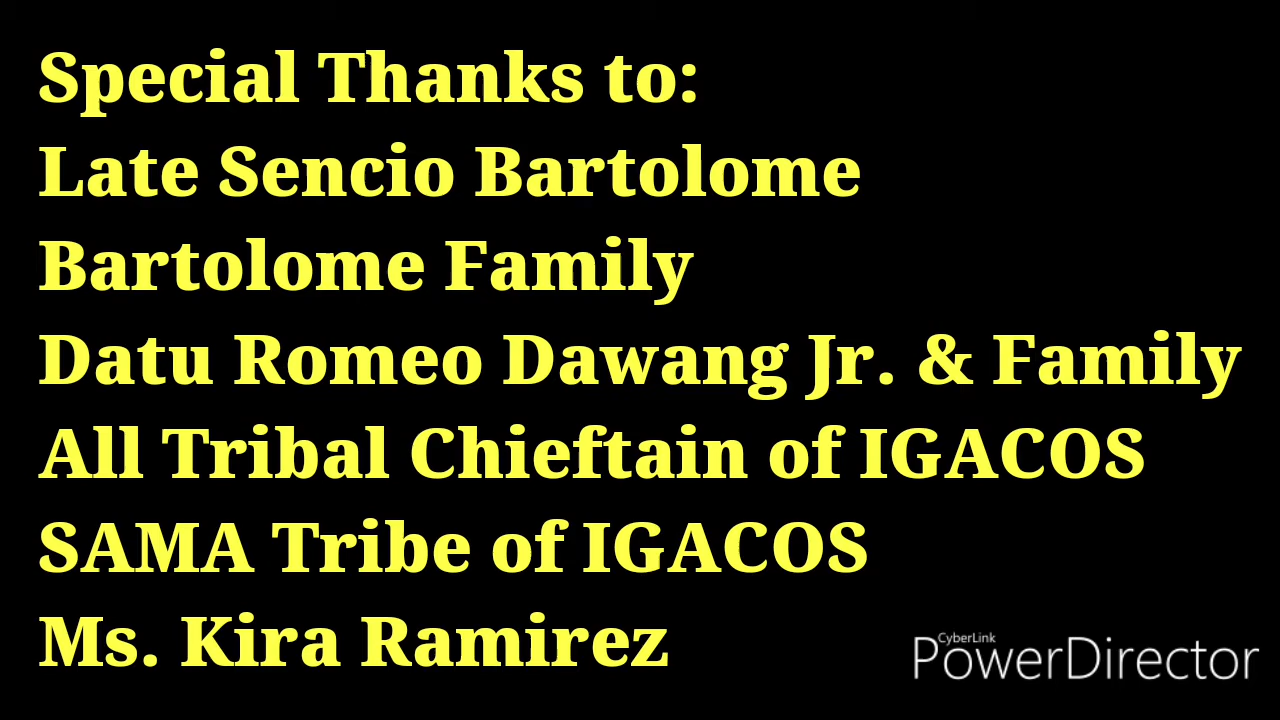 Special Thanks to:
Late Sencio Bartolome
Bartolome Family
Datu Romeo Dawang Jr. & Family
All Tribal Chieftain of IGACOS
SAMA Tribe of IGACOS
Ms. Kira Ramirez
CyberLink
PowerDirector